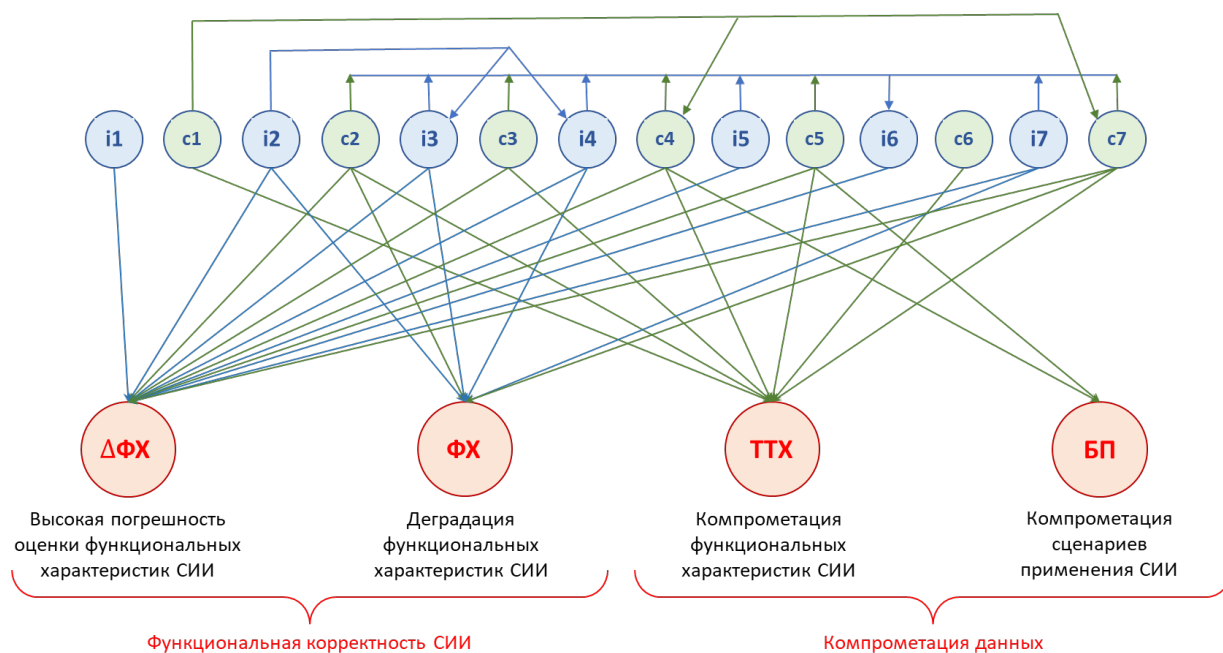 i1 c1 i2 c2 i3 c3 i4 c4 i5 c5 i6 c6 i7 c7
ΔФХ ФХ ТТХ БП
Высокая погрешность
оценки функциональных
характеристик СИИ
Деградация
функциональных
характеристик СИИ
Компрометация
функциональных
характеристик СИИ
Компрометация
сценариев
применения СИИ
Функциональная корректность СИИ
Компрометация данных